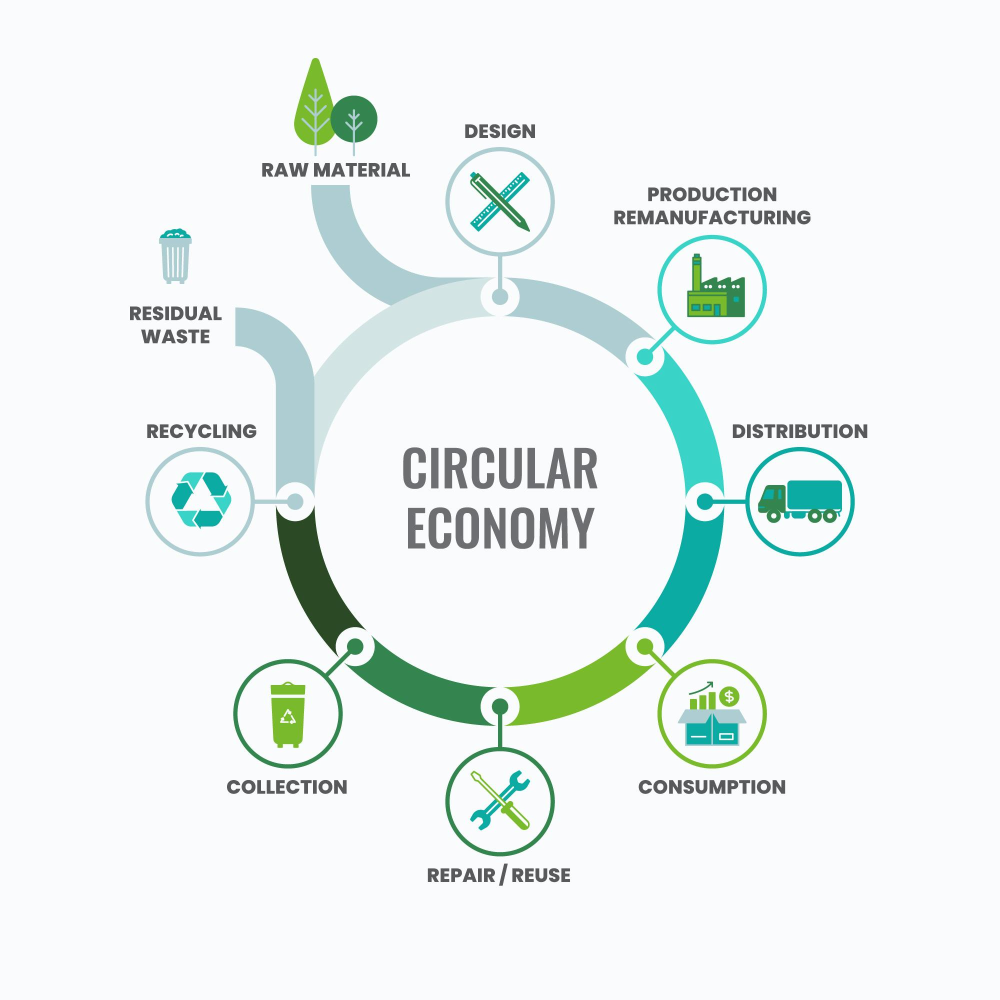 RAW MATERIAL
DESIGN
PRODUCTION
REMANUFACTURING
RESIDUAL
WASTE
RECYCLING
DISTRIBUTION
CIRCULAR
ECONOMY
$
COLLECTION
CONSUMPTION
REPAIR / REUSE